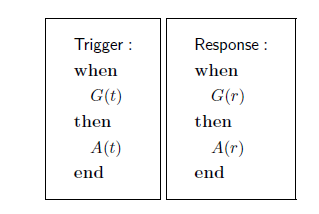 Trigger :
when
G(t)
then
A(t)
end
Response :
when
G(r)
then
A(r)
end